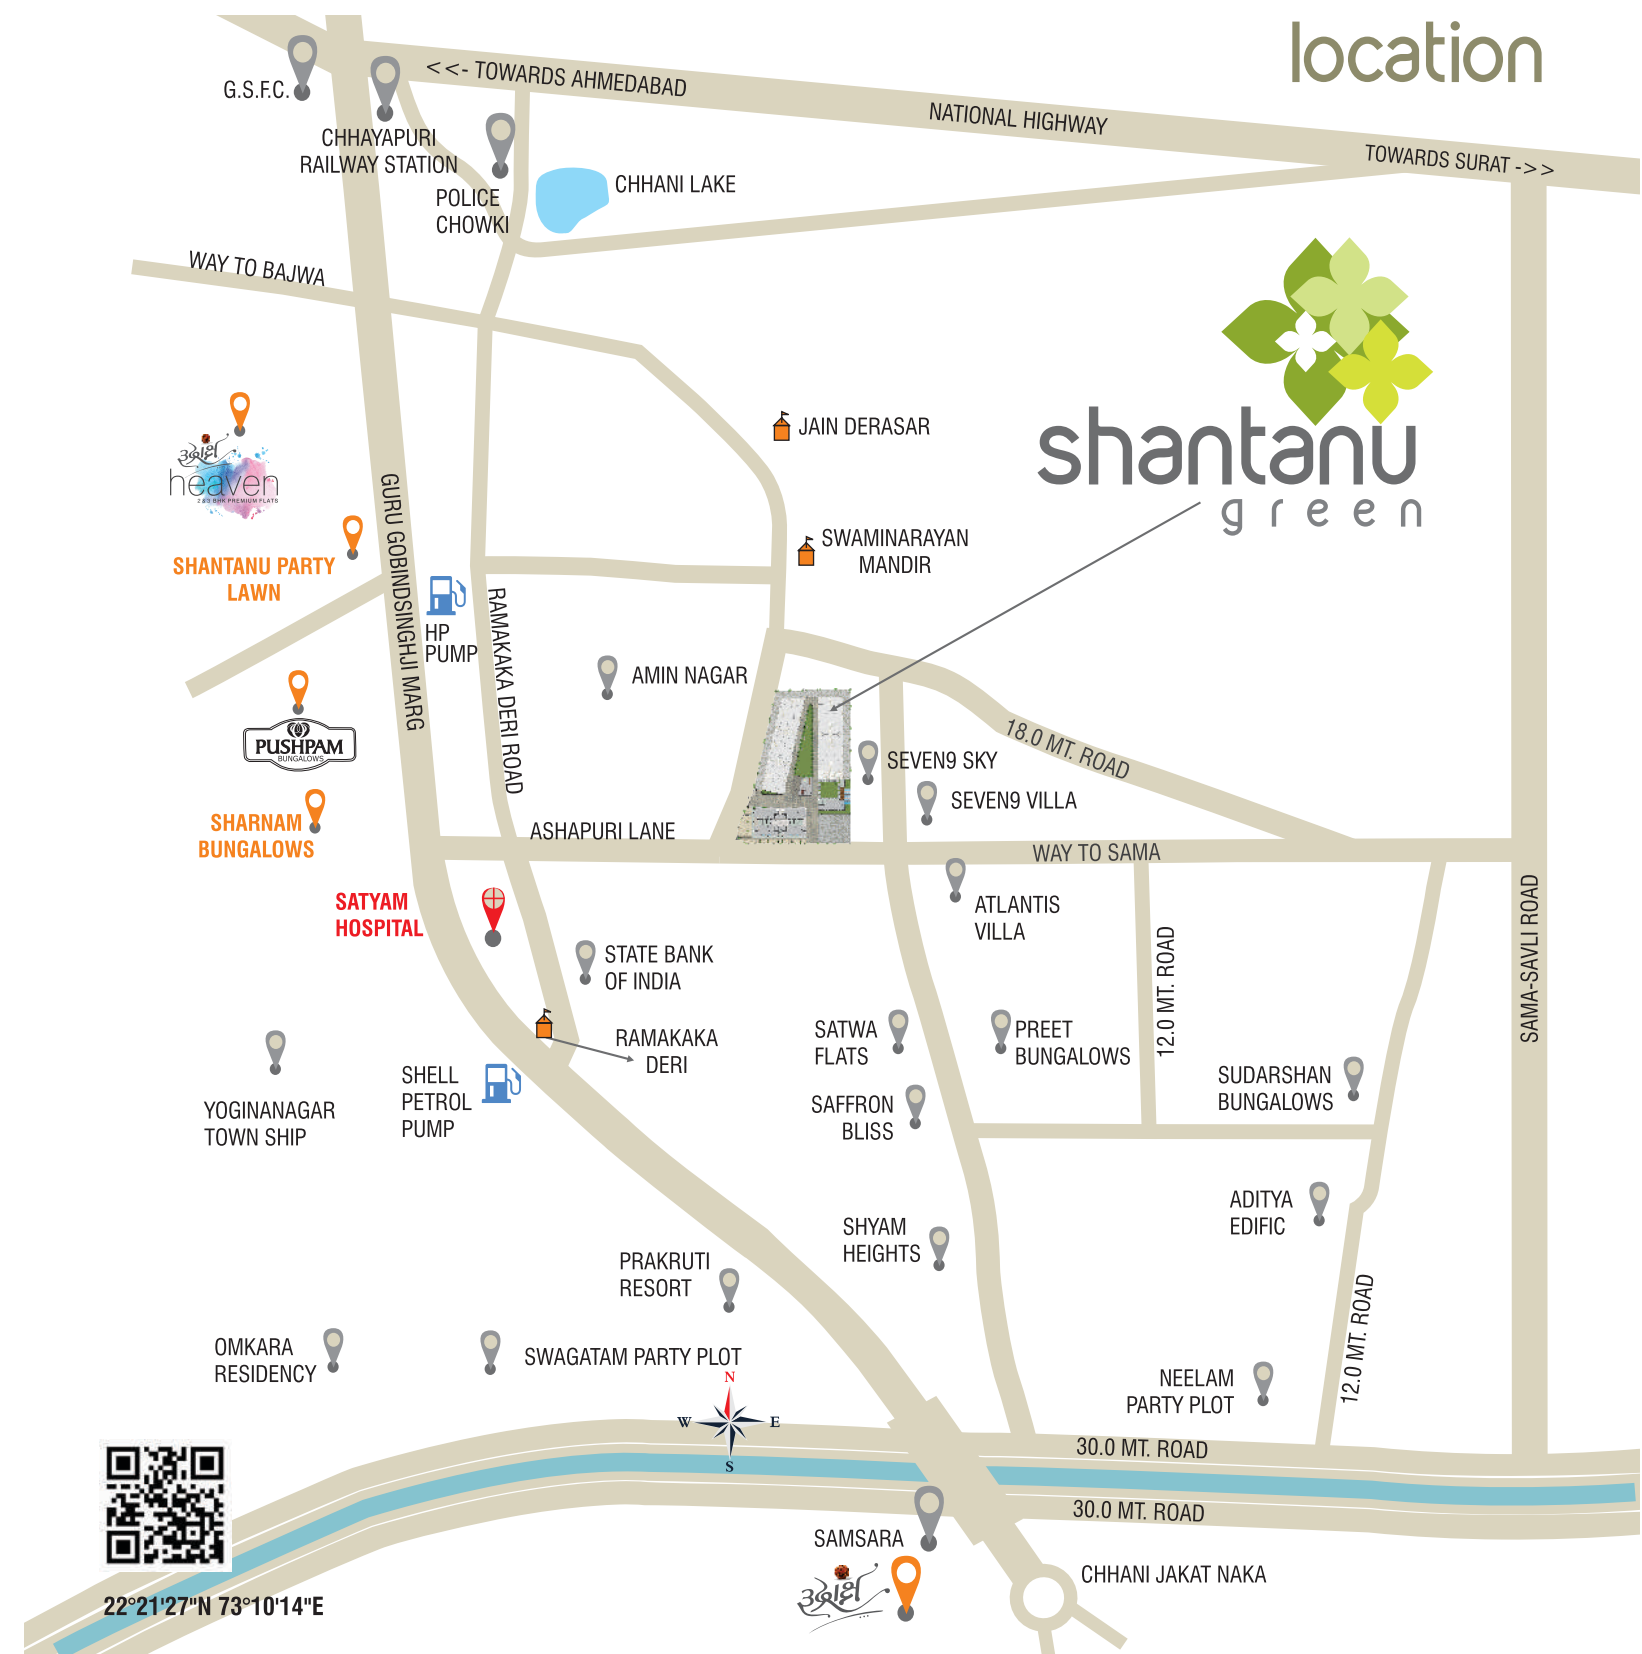 location
<<- TOWARDS AHMEDABAD
NATIONAL HIGHWAY
TOWARDS SURAT ->>
G.S.F.C.
CHHAYAPURI
RAILWAY STATION
POLICE
CHOWKI
CHHANI LAKE
WAY TO BAJWA
JAIN DERASAR
shantanu
green
heaven
2 & 3 BHK PREMIUM FLATS
GURU GOBINDSINGHJI MARG
SHANTANU PARTY
LAWN
SWAMINARAYAN
MANDIR
HP
PUMP
RAMAKAKA DERI ROAD
AMIN NAGAR
PUSHPAM
BUNGALOWS
18.0 MT. ROAD
SEVEN9 SKY
SEVEN9 VILLA
SHARNAM
BUNGALOWS
ASHAPURI LANE
WAY TO SAMA
SATYAM
HOSPITAL
ATLANTIS
VILLA
12.0 MT. ROAD
SAMA-SAVLI ROAD
STATE BANK
OF INDIA
RAMAKAKA
DERI
SATWA
FLATS
PREET
BUNGALOWS
SHELL
PETROL
PUMP
SUDARSHAN
BUNGALOWS
YOGINANAGAR
TOWN SHIP
SAFFRON
BLISS
ADITYA
EDIFIC
SHYAM
HEIGHTS
PRAKRUTI
RESORT
12.0 MT. ROAD
OMKARA
RESIDENCY
SWAGATAM PARTY PLOT
NEELAM
PARTY PLOT
N
W
E
S
30.0 MT. ROAD
30.0 MT. ROAD
SAMSARA
CHHANI JAKAT NAKA
22°21'27"N 73°10'14"E